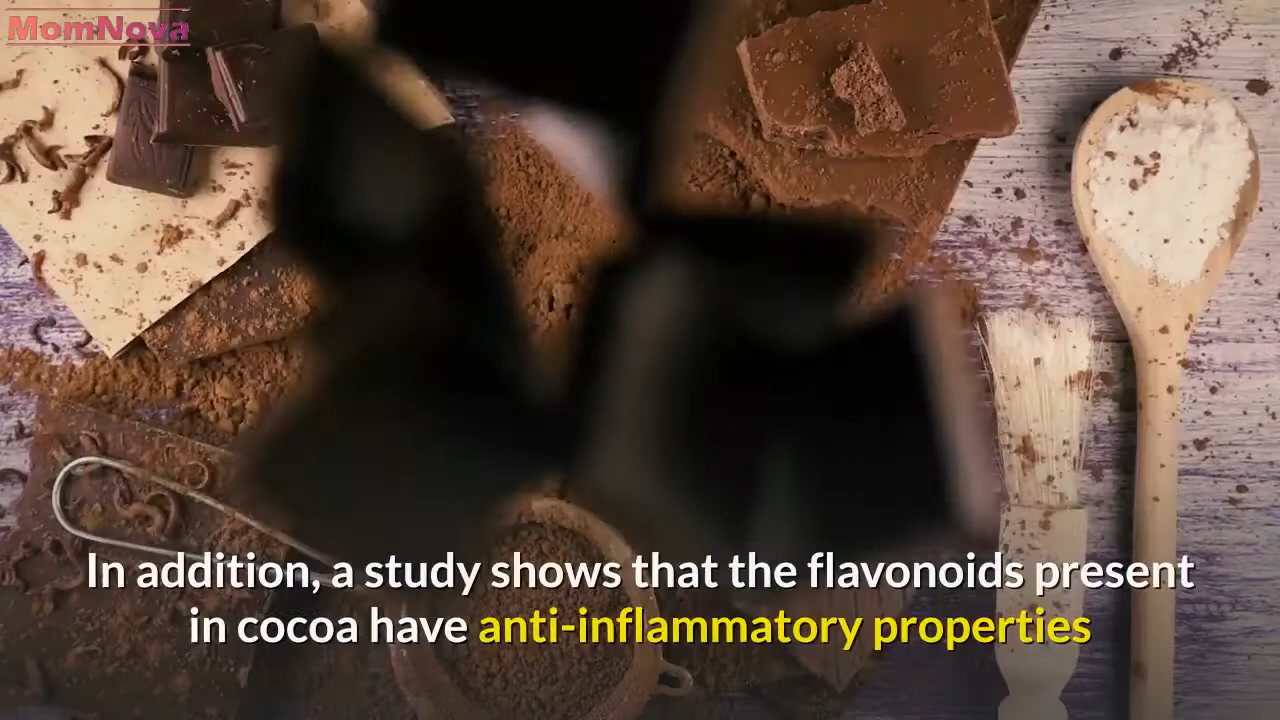 MomNova
In addition, a study shows that the flavonoids present
in cocoa have anti-inflammatory properties